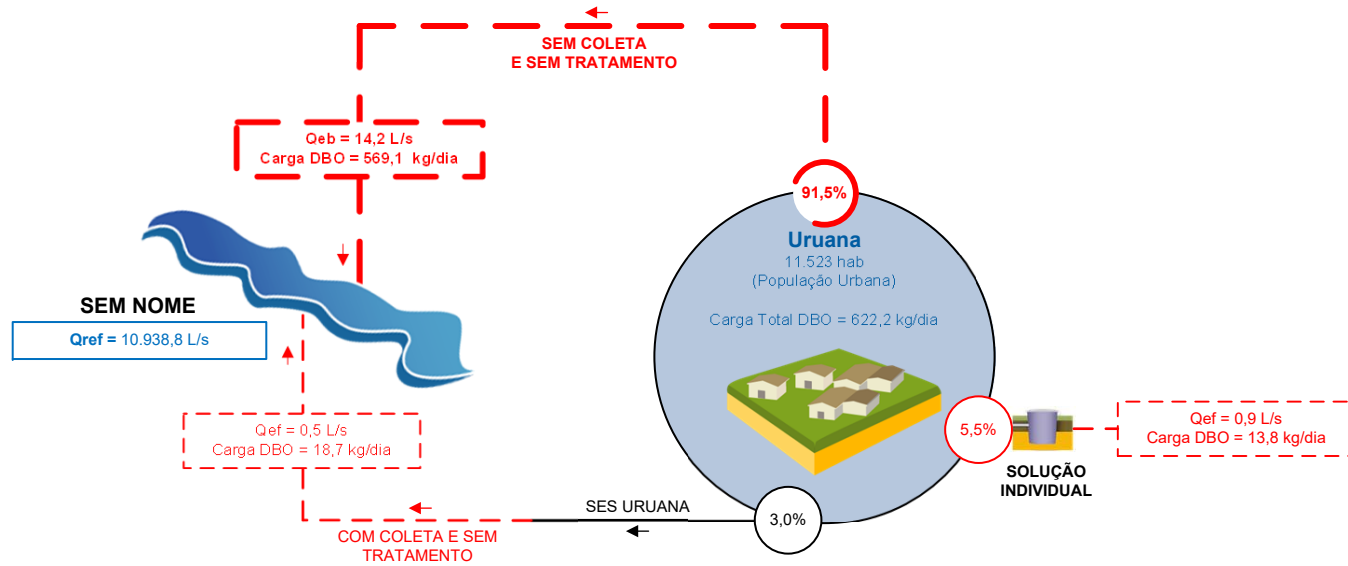 SEM COLETA
E SEM TRATAMENTO
Qeb = 14,2 L/s
Carga DBO = 569,1 kg/dia
91,5%
Uruana
11.523 hab
(População Urbana)
Carga Total DBO = 622,2 kg/dia
SEM NOME
Qref = 10.938,8 L/s
Qef = 0,5 L/s
Carga DBO = 18,7 kg/dia
5,5%
SOLUÇÃO
INDIVIDUAL
Qef = 0,9 L/s
Carga DBO = 13,8 kg/dia
SES URUANA
3,0%
COM COLETA E SEM
TRATAMENTO